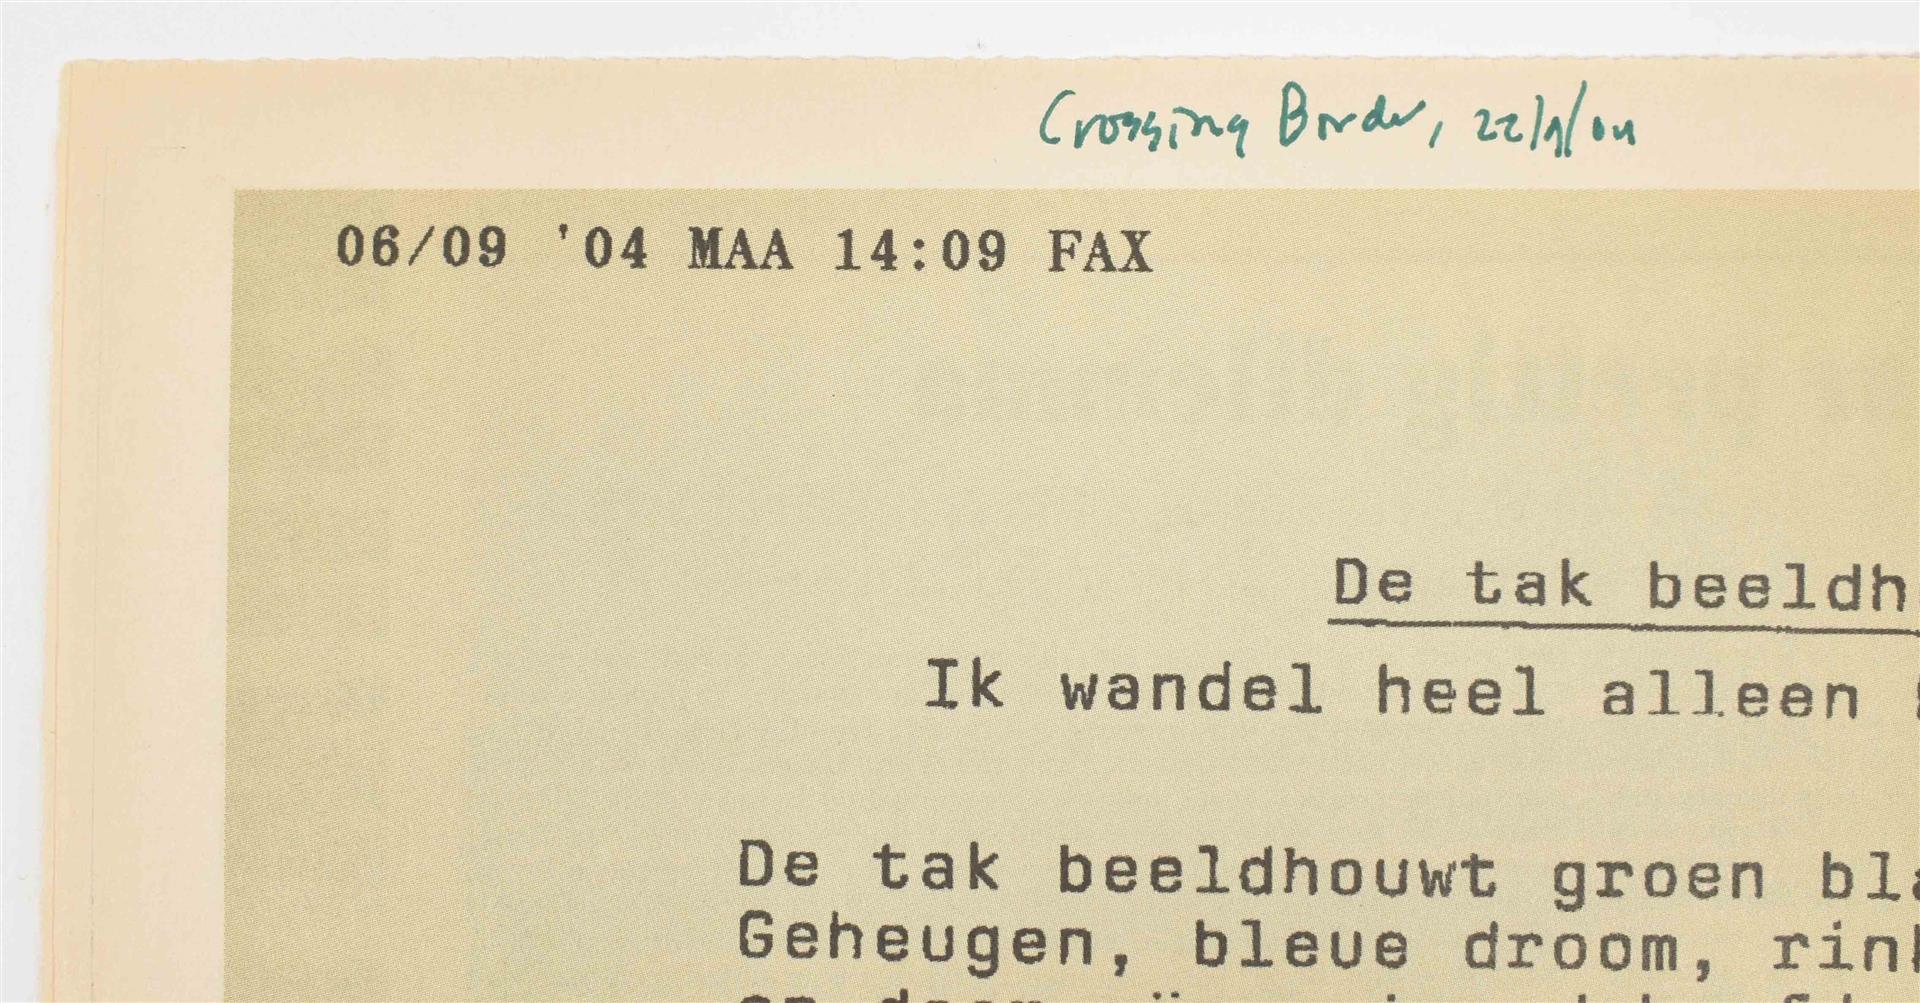 Crossing Border, 22/9/04
06/09 '04 MAA 14:09 FAX
De tak beeldh
Ik wandel heel alleen
De tak beeldhouwt groen bla
Geheugen, bleue droom, rink